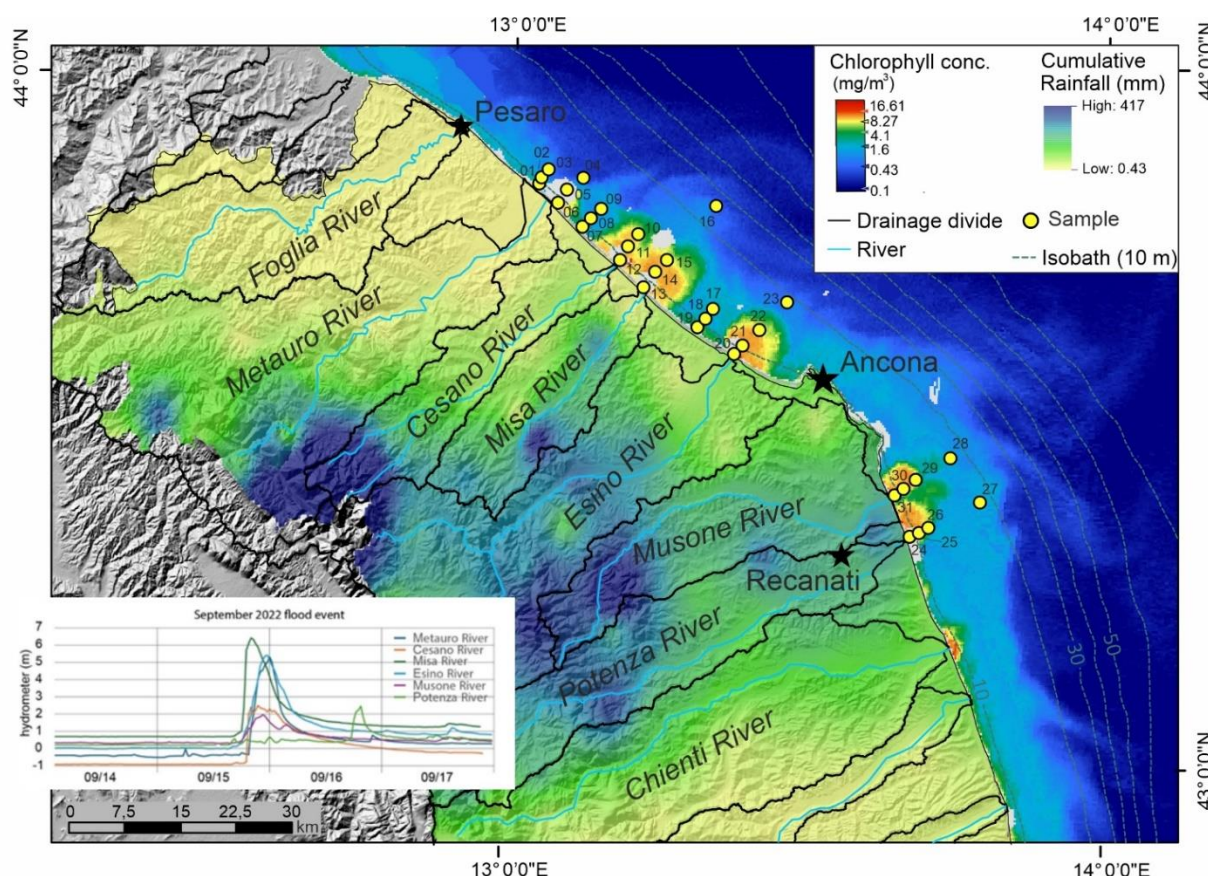 13°0'0"E
14°0'0"E
44°0'0"N
44°0'0"N
Chlorophyll conc.
(mg/m³)
16.61
8.27
4.1
1.6
0.43
0.1
Cumulative
Rainfall (mm)
High: 417
Low: 0.43
Drainage divide
Sample
River
Isobath (10 m)
Pesaro
02
03
04
01
05
09
06
08
07
16
10
11
12
15
14
13
17
18
19
23
22
21
20
Ancona
Foglia River
Metauro River
Cesano River
Misa River
Esino River
Musone River
Recanati
Potenza River
Chienti River
28
29
30
27
31
26
25
24
10
30
50
September 2022 flood event
hydrometer (m)
7
6
5
4
3
2
1
0
-1
Metauro River
Cesano River
Misa River
Esino River
Musone River
Potenza River
09/14
09/15
09/16
09/17
0
7,5
15
22,5
30
km
43°0'0"N
43°0'0"N
13°0'0"E
14°0'0"E